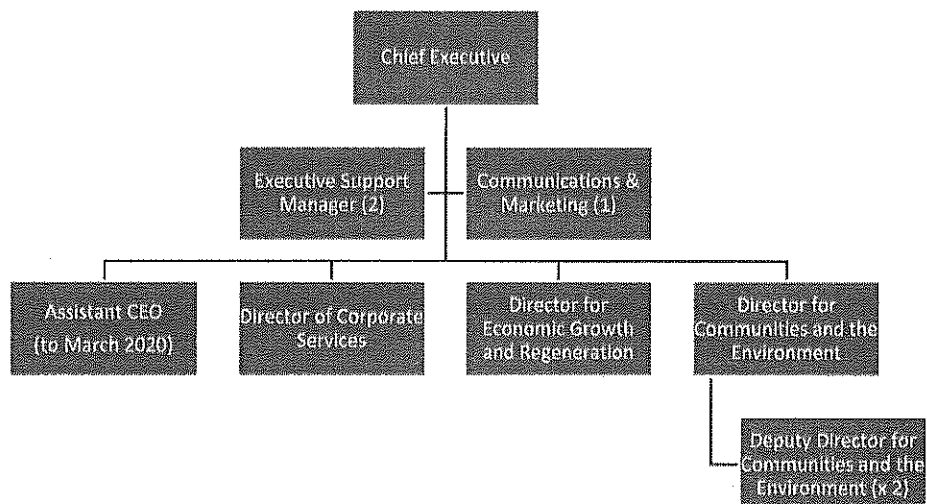 Chief Executive
Executive Support
Manager (2)
Communications &
Marketing (1)
Assistant CEO
(to March 2020)
Director of Corporate
Services
Director for
Economic Growth
and Regeneration
Director for
Communities and the
Environment
Deputy Director for
Communities and the
Environment (x 2)